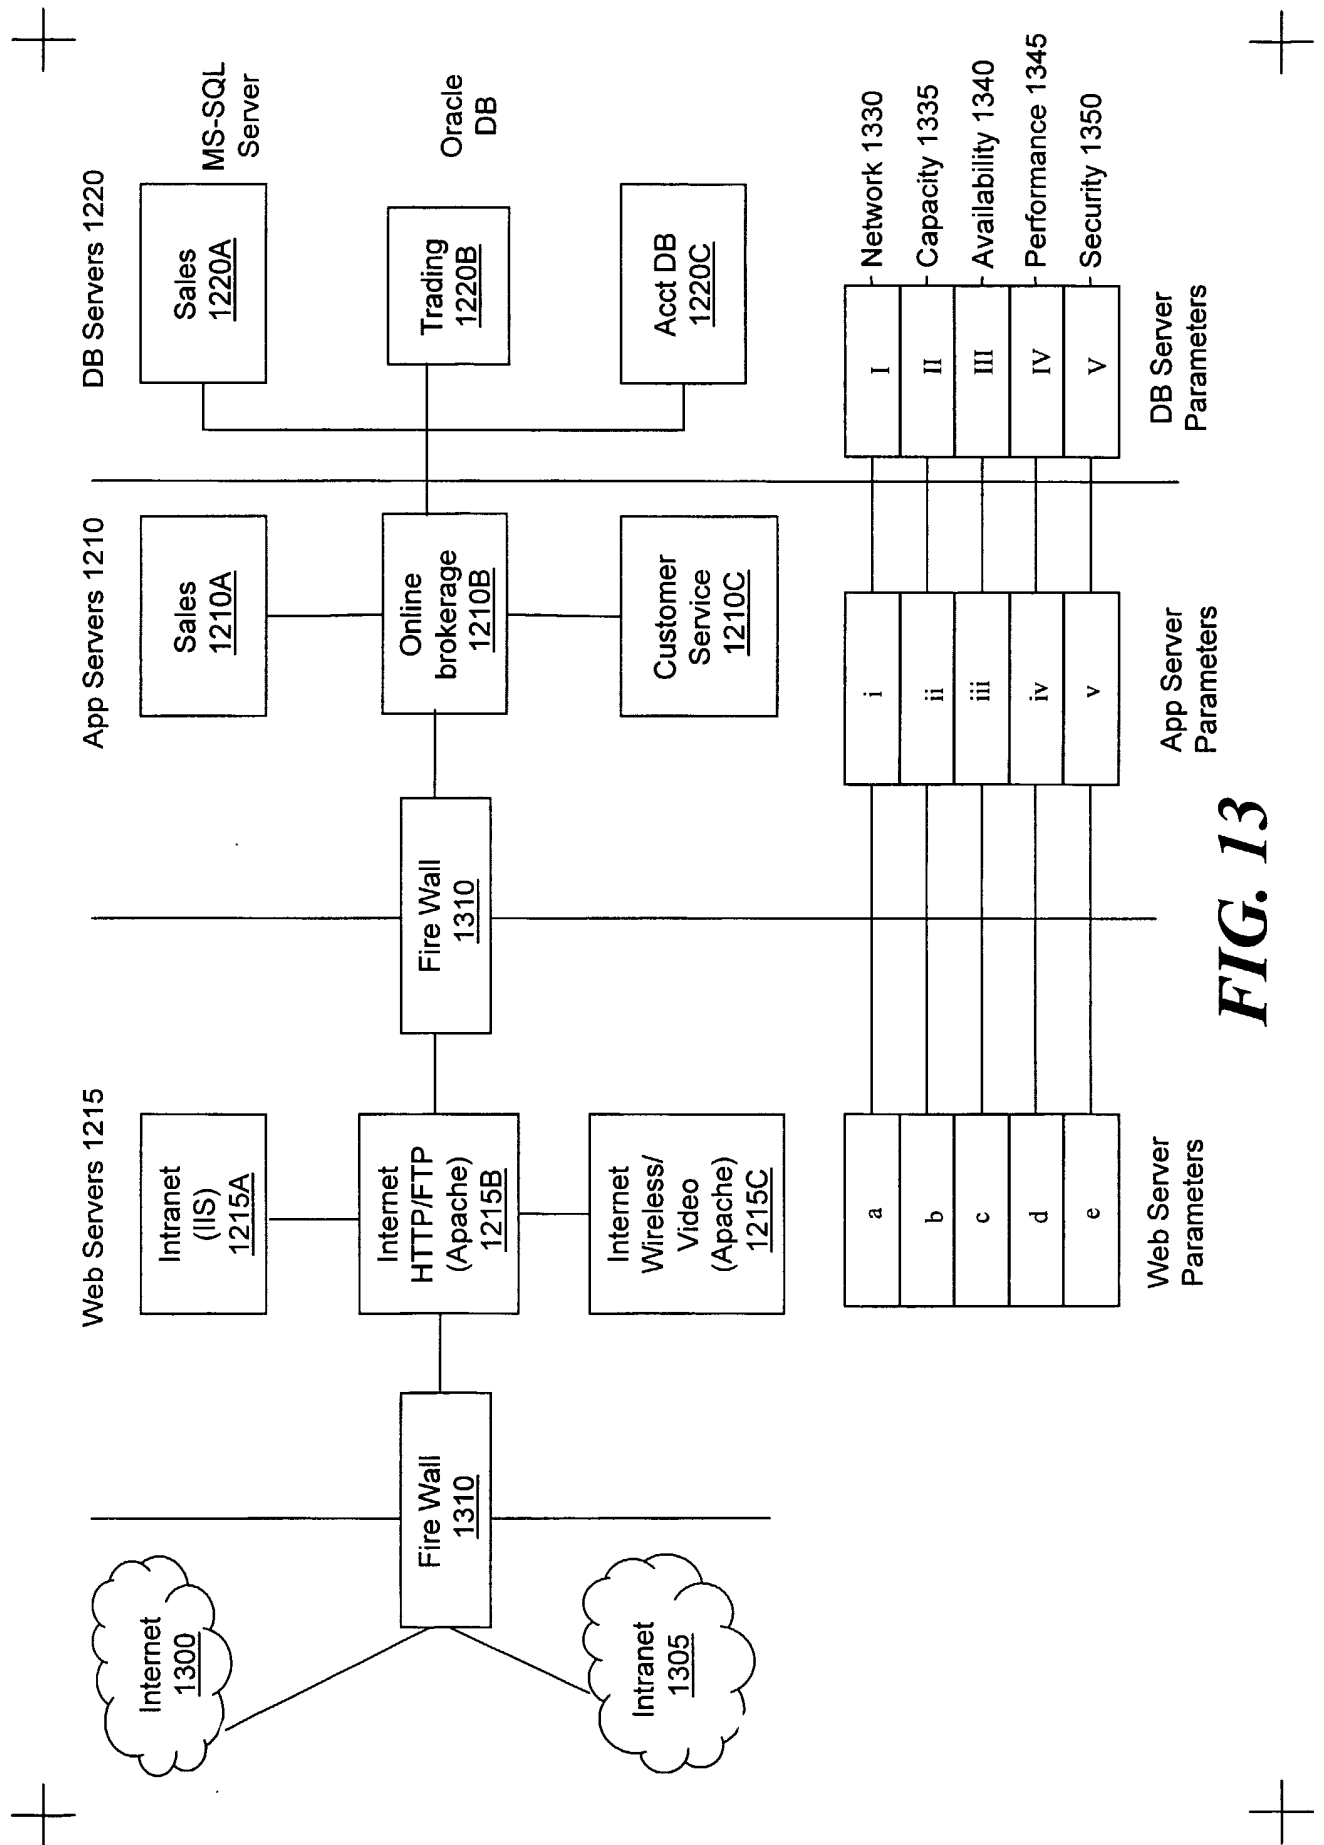 Web Servers 1215
App Servers 1210
DB Servers 1220
Internet
1300
Intranet
(IIS)
1215A
Sales
1210A
Sales
1220A
MS-SQL
Server
Fire Wall
1310
Internet
HTTP/FTP
(Apache)
1215B
Fire Wall
1310
Online
brokerage
1210B
Trading
1220B
Oracle
DB
Intranet
1305
Internet
Wireless/
Video
(Apache)
1215C
Customer
Service
1210C
Acct DB
1220C
a
i
I
Network 1330
b
ii
II
Capacity 1335
c
iii
III
Availability 1340
d
iv
IV
Performance 1345
e
v
V
Security 1350
Web Server
Parameters
App Server
Parameters
DB Server
Parameters
FIG. 13